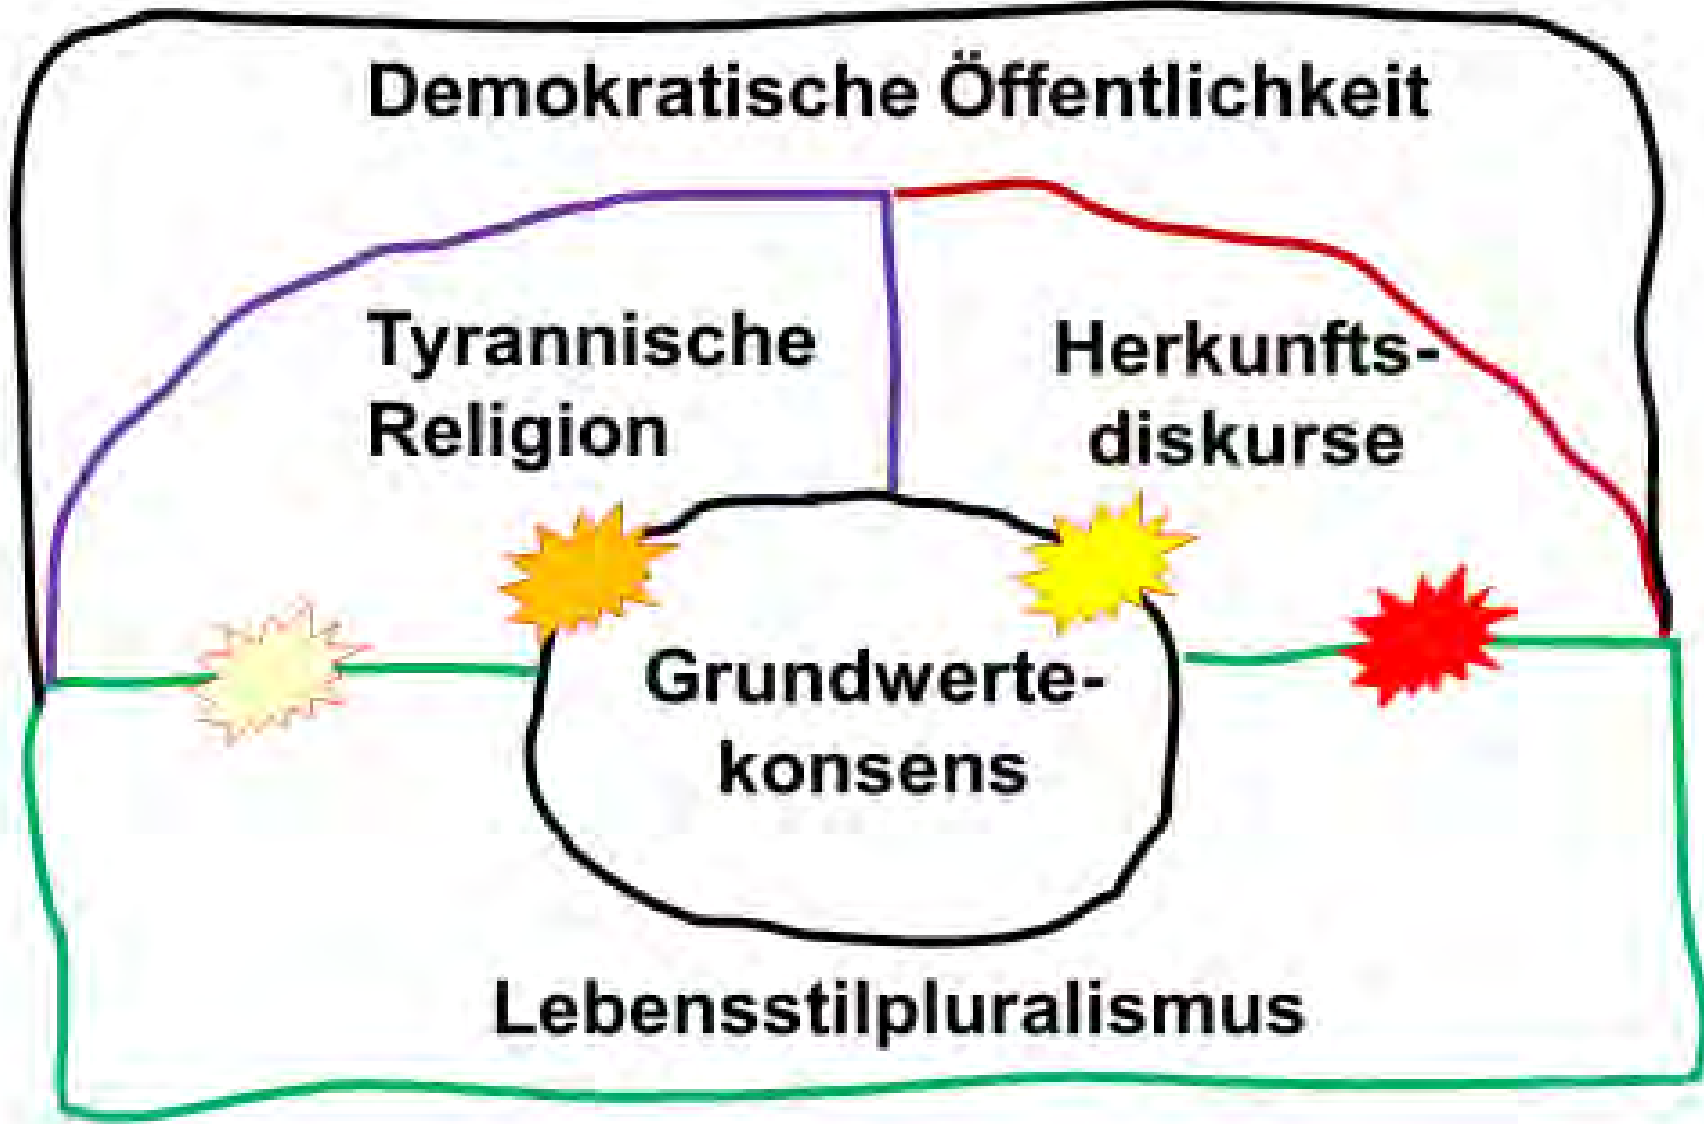 Demokratische Öffentlichkeit
Tyrannische
Religion
Herkunfts-
diskurse
Grundwerte-
konsens
Lebensstilpluralismus